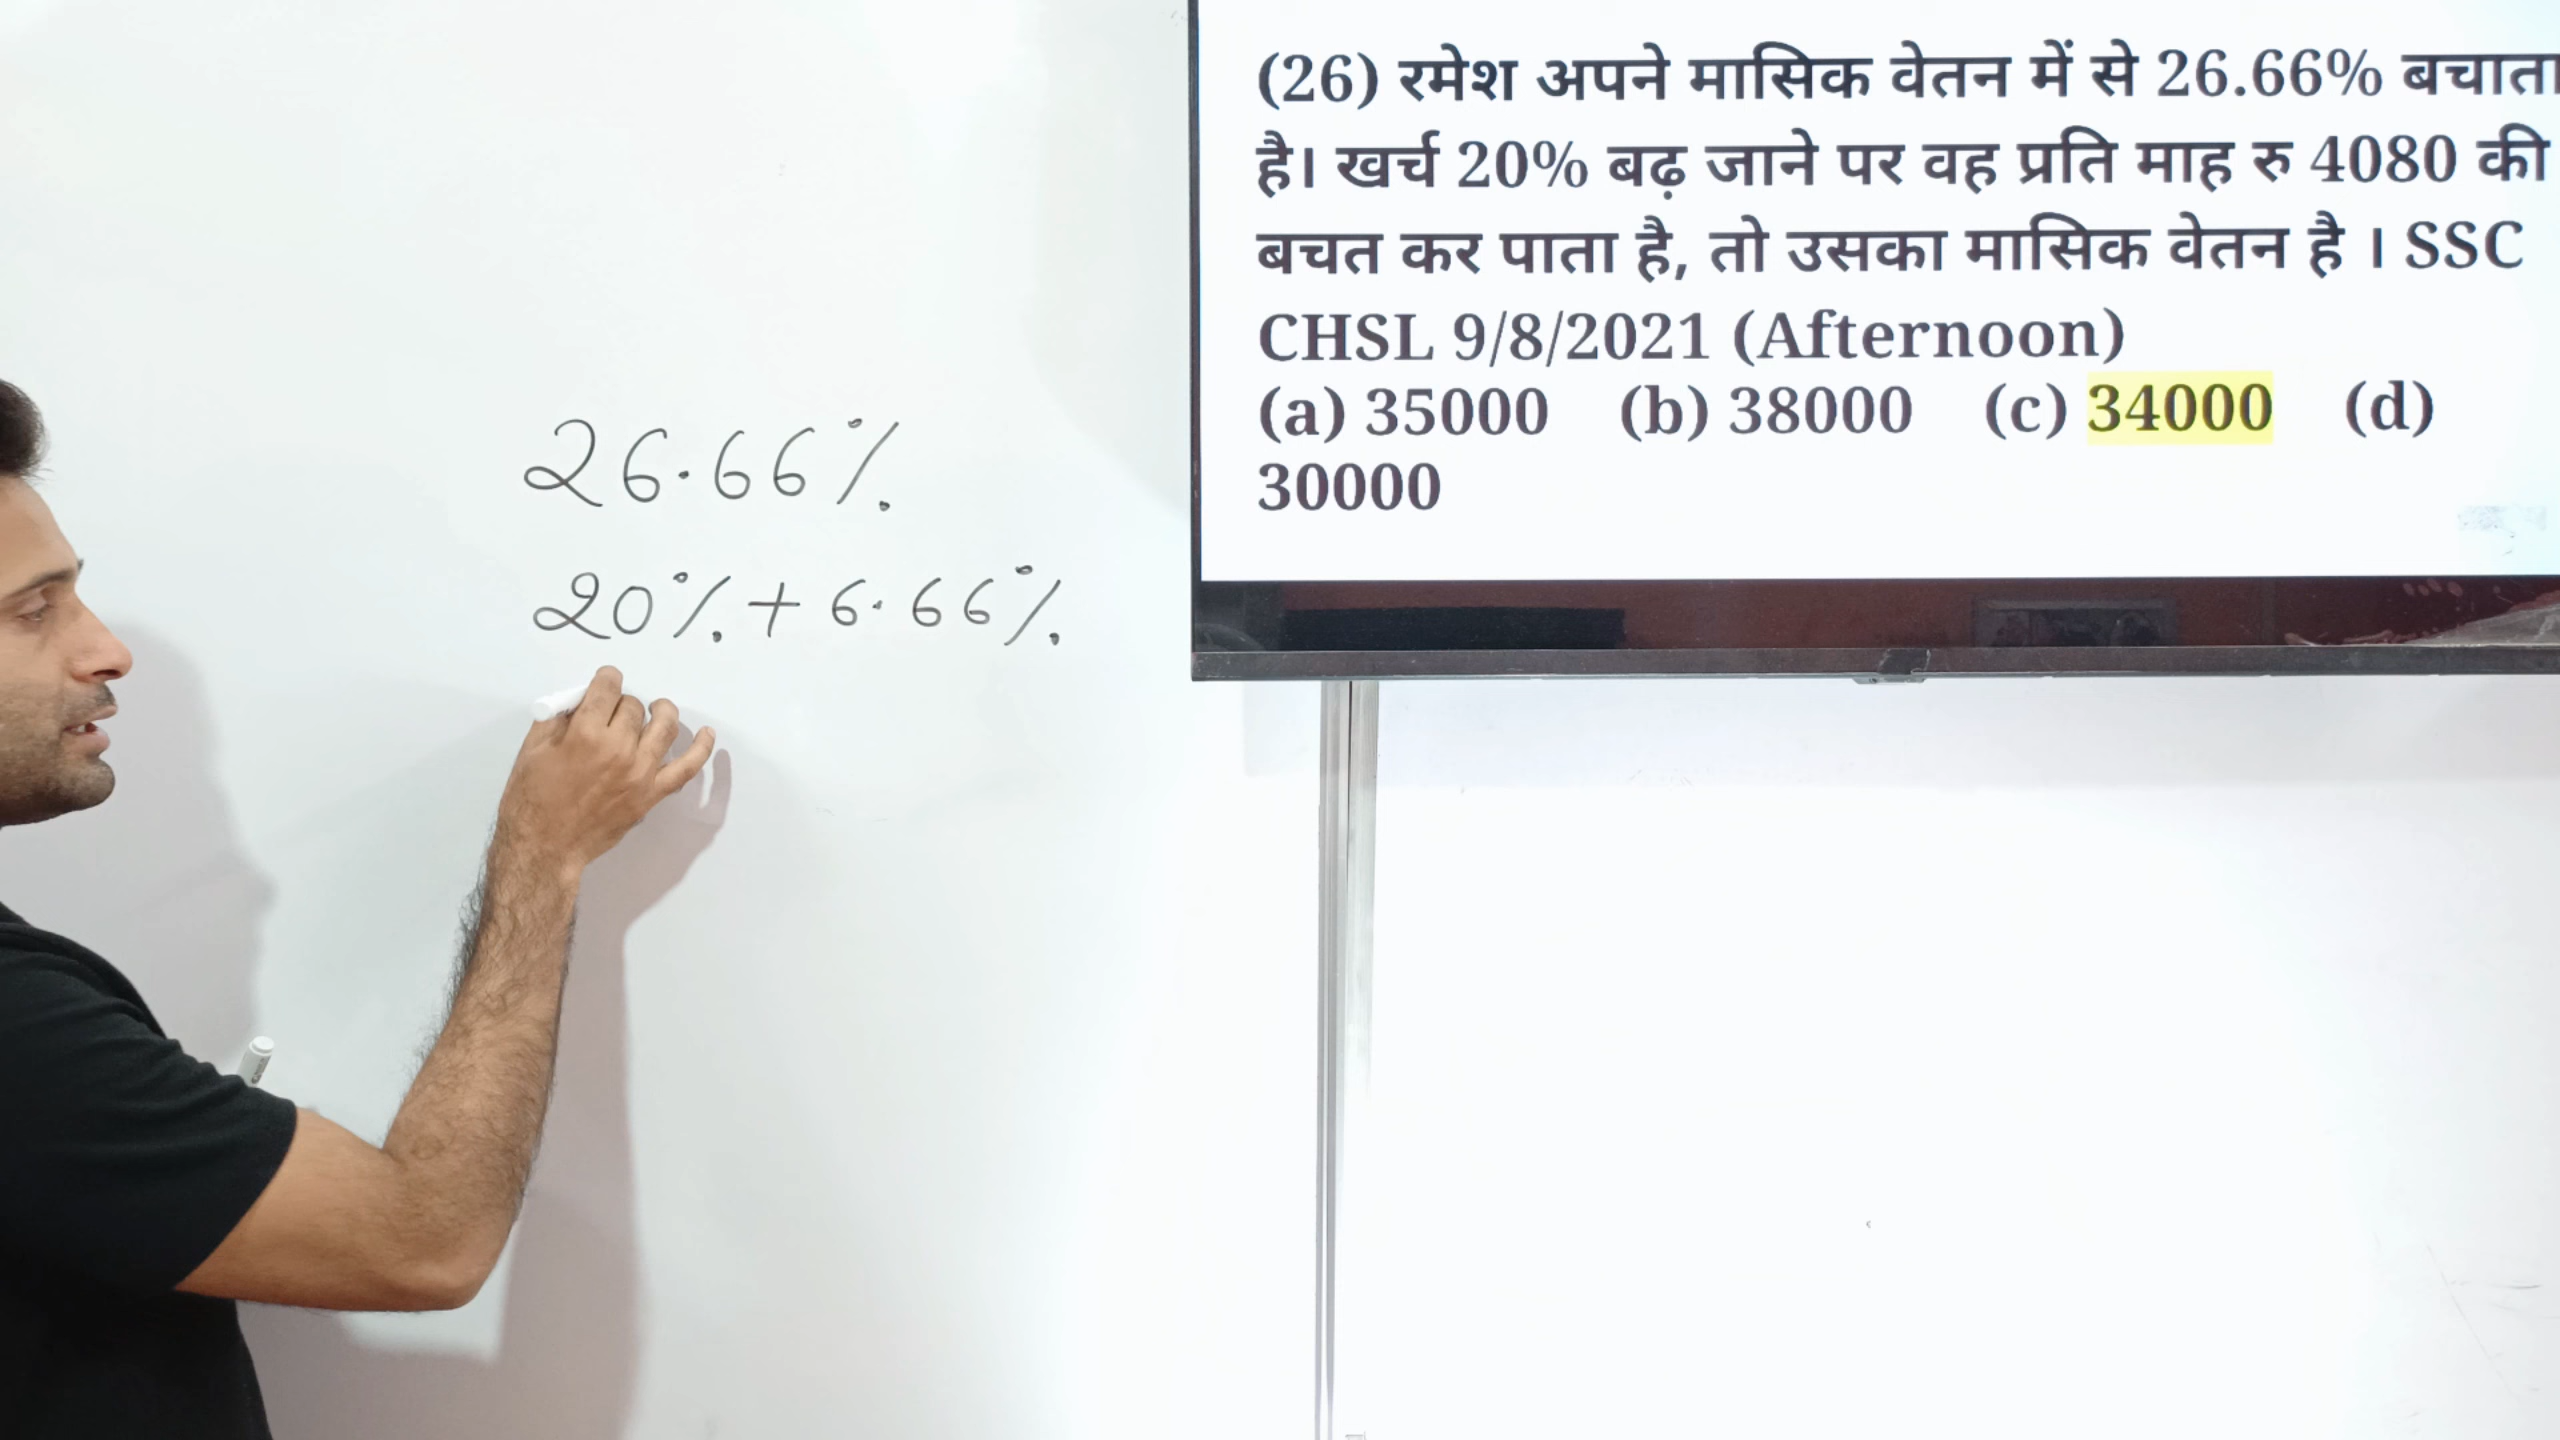 26.66%
20% + 6.66%
(26) रमेश अपने मासिक वेतन में से 26.66% बचाता
है। खर्च 20% बढ़ जाने पर वह प्रति माह रु 4080 की
बचत कर पाता है, तो उसका मासिक वेतन है । SSC
CHSL 9/8/2021 (Afternoon)
(a) 35000 (b) 38000 (c) 34000 (d)
30000